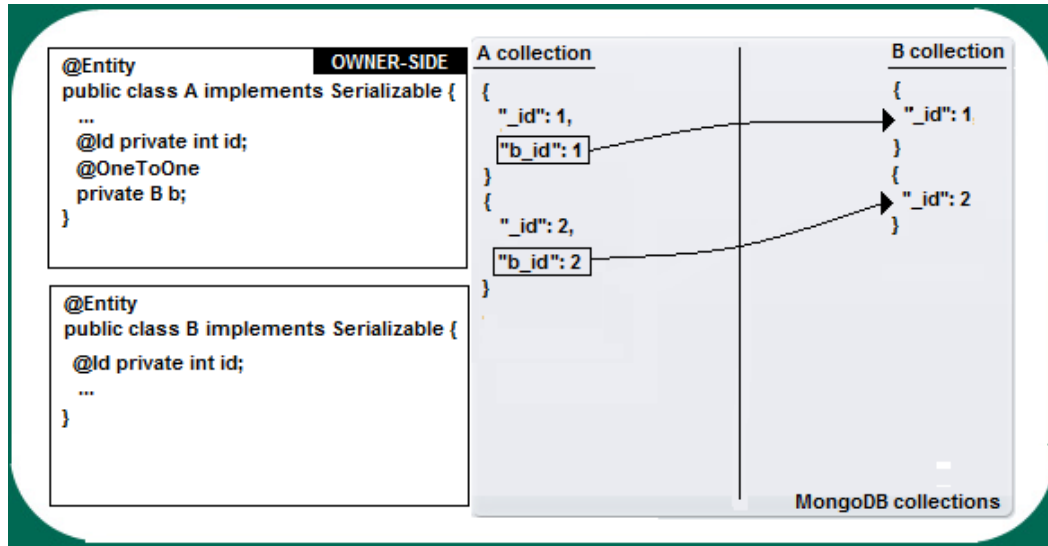 @Entity
OWNER-SIDE
public class A implements Serializable {
...
@Id private int id;
@OneToOne
private B b;
}
@Entity
public class B implements Serializable {
@Id private int id;
...
}
A collection
{
"_id": 1,
"b_id": 1
}
{
"_id": 2,
"b_id": 2
}
B collection
{
"_id": 1,
}
{
"_id": 2
}
MongoDB collections